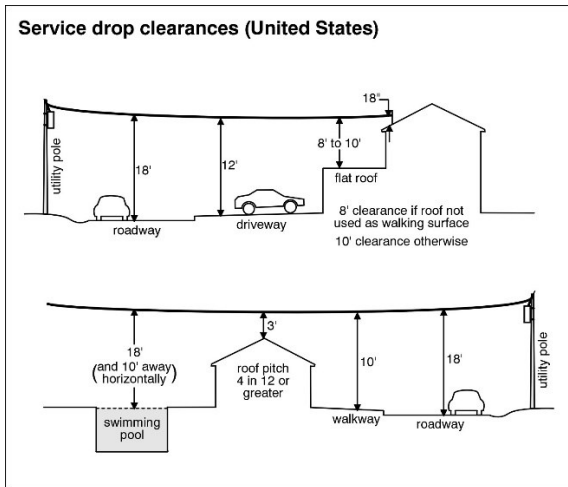 Service drop clearances (United States)
18"
8' to 10'
12'
18'
utility pole
flat roof
roadway
driveway
8' clearance if roof not
used as walking surface
10' clearance otherwise
18'
(and 10' away
horizontally)
3'
roof pitch
4 in 12 or
greater
10'
18'
utility pole
swimming
pool
walkway
roadway